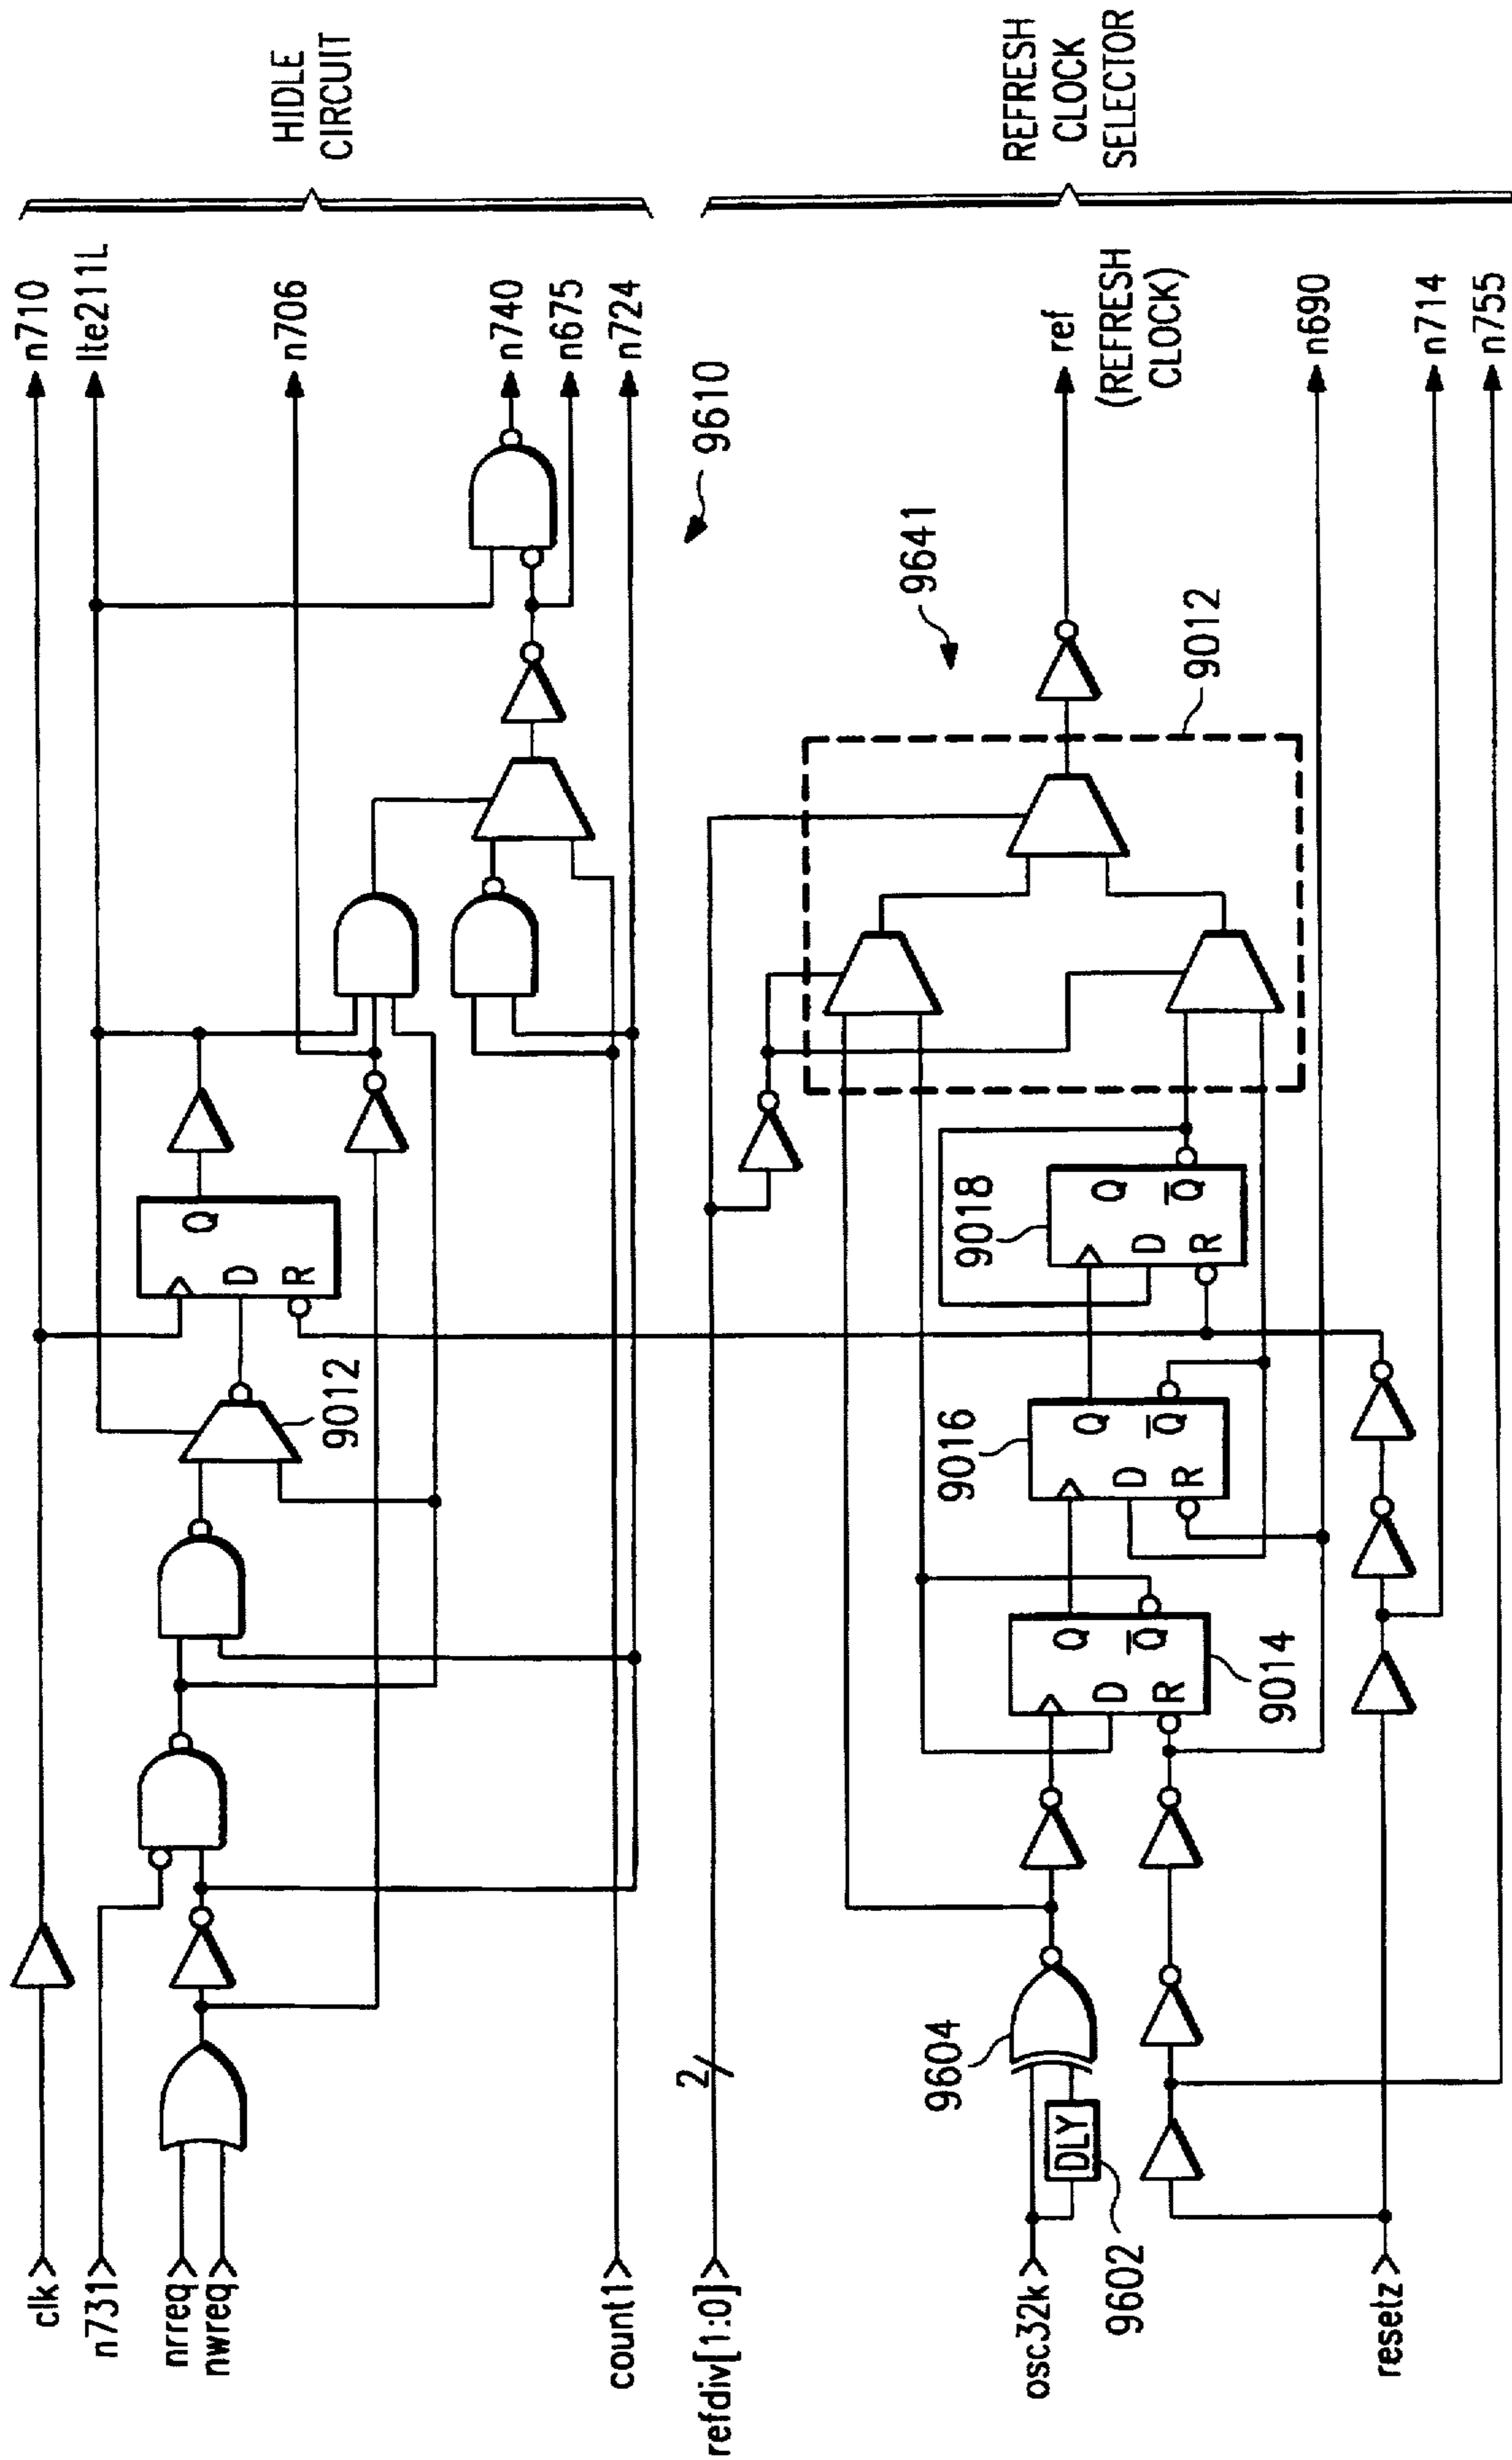 clk
n731
nrreq
nwreq
count1
refdiv[1:0]
osc32k
resetz
2
9604
DLY
9602
9012
D
R
Q
n710
lte211L
n706
n740
n675
n724
HIDLE
CIRCUIT
9610
9641
9012
9014
D
R
Q
Q̅
9016
D
R
Q
Q̅
9018
D
R
Q
Q̅
ref
(REFRESH
CLOCK)
n690
n714
n755
REFRESH
CLOCK
SELECTOR